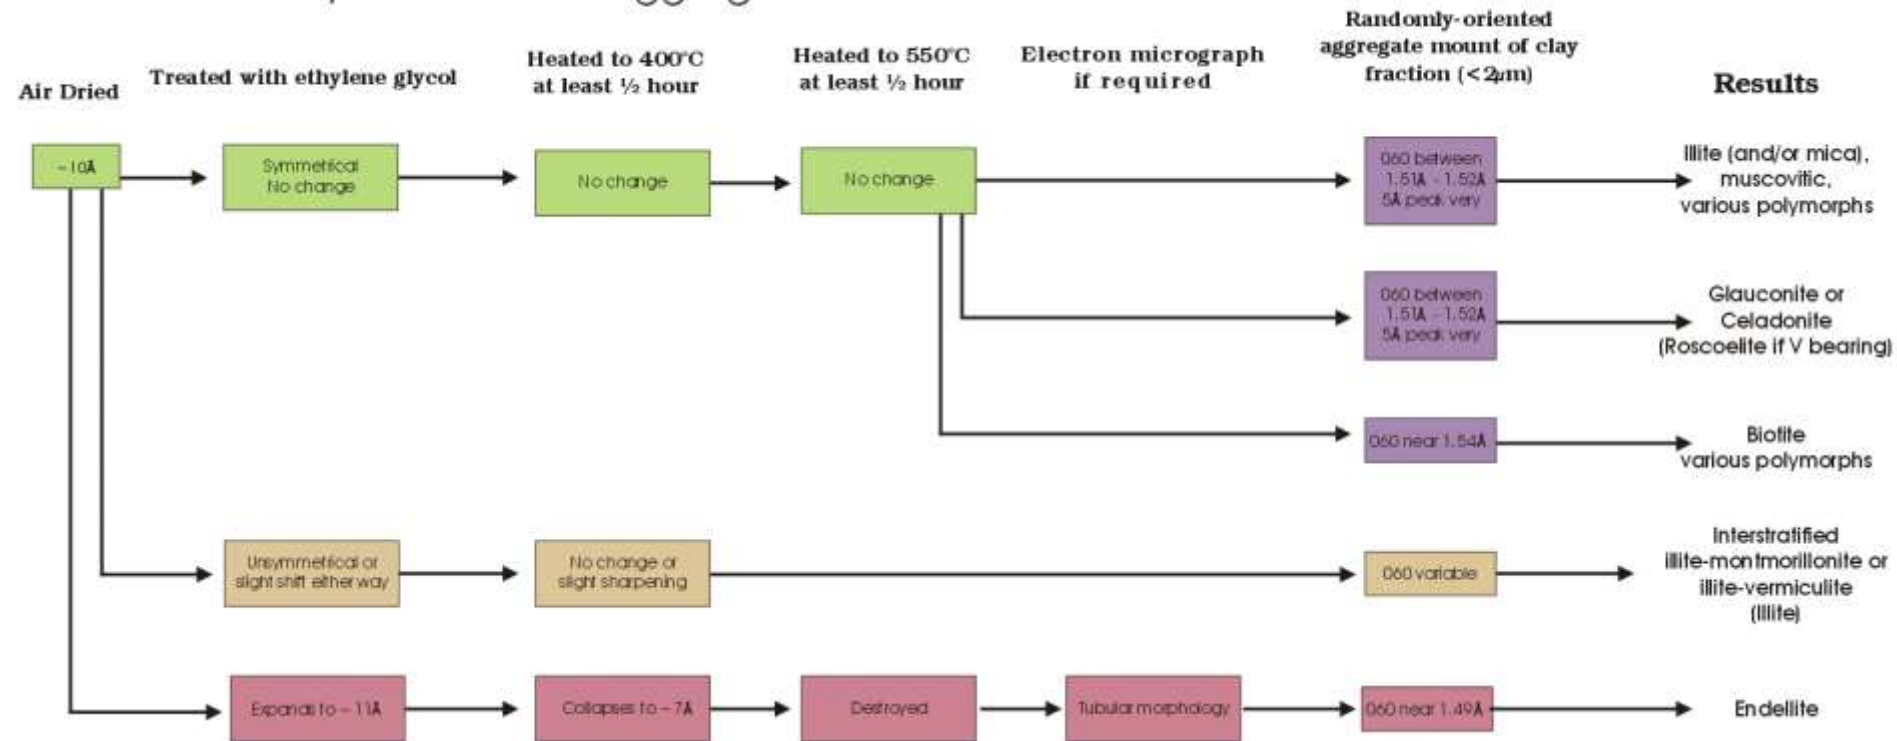 Randomly-oriented
aggregate mount of clay
fraction (<2µm)
Heated to 400°C
at least ½ hour
Heated to 550°C
at least ½ hour
Electron micrograph
if required
Treated with ethylene glycol
Air Dried
Results
~10Å
Symmetrical
No change
No change
No change
060 between
1.51Å - 1.52Å
5Å peak very
Illite (and/or mica),
muscovitic,
various polymorphs
060 between
1.51Å - 1.52Å
5Å peak very
Glauconite or
Celadonite
(Roscoelite if V bearing)
060 near 1.54Å
Biotite
various polymorphs
Unsymmetrical or
slight shift either way
No change or
slight sharpening
060 variable
Interstratified
illite-montmorillonite or
illite-vermiculite
(Illite)
Expands to ~ 11Å
Collapses to ~ 7Å
Destroyed
Tubular morphology
060 near 1.49Å
Endellite